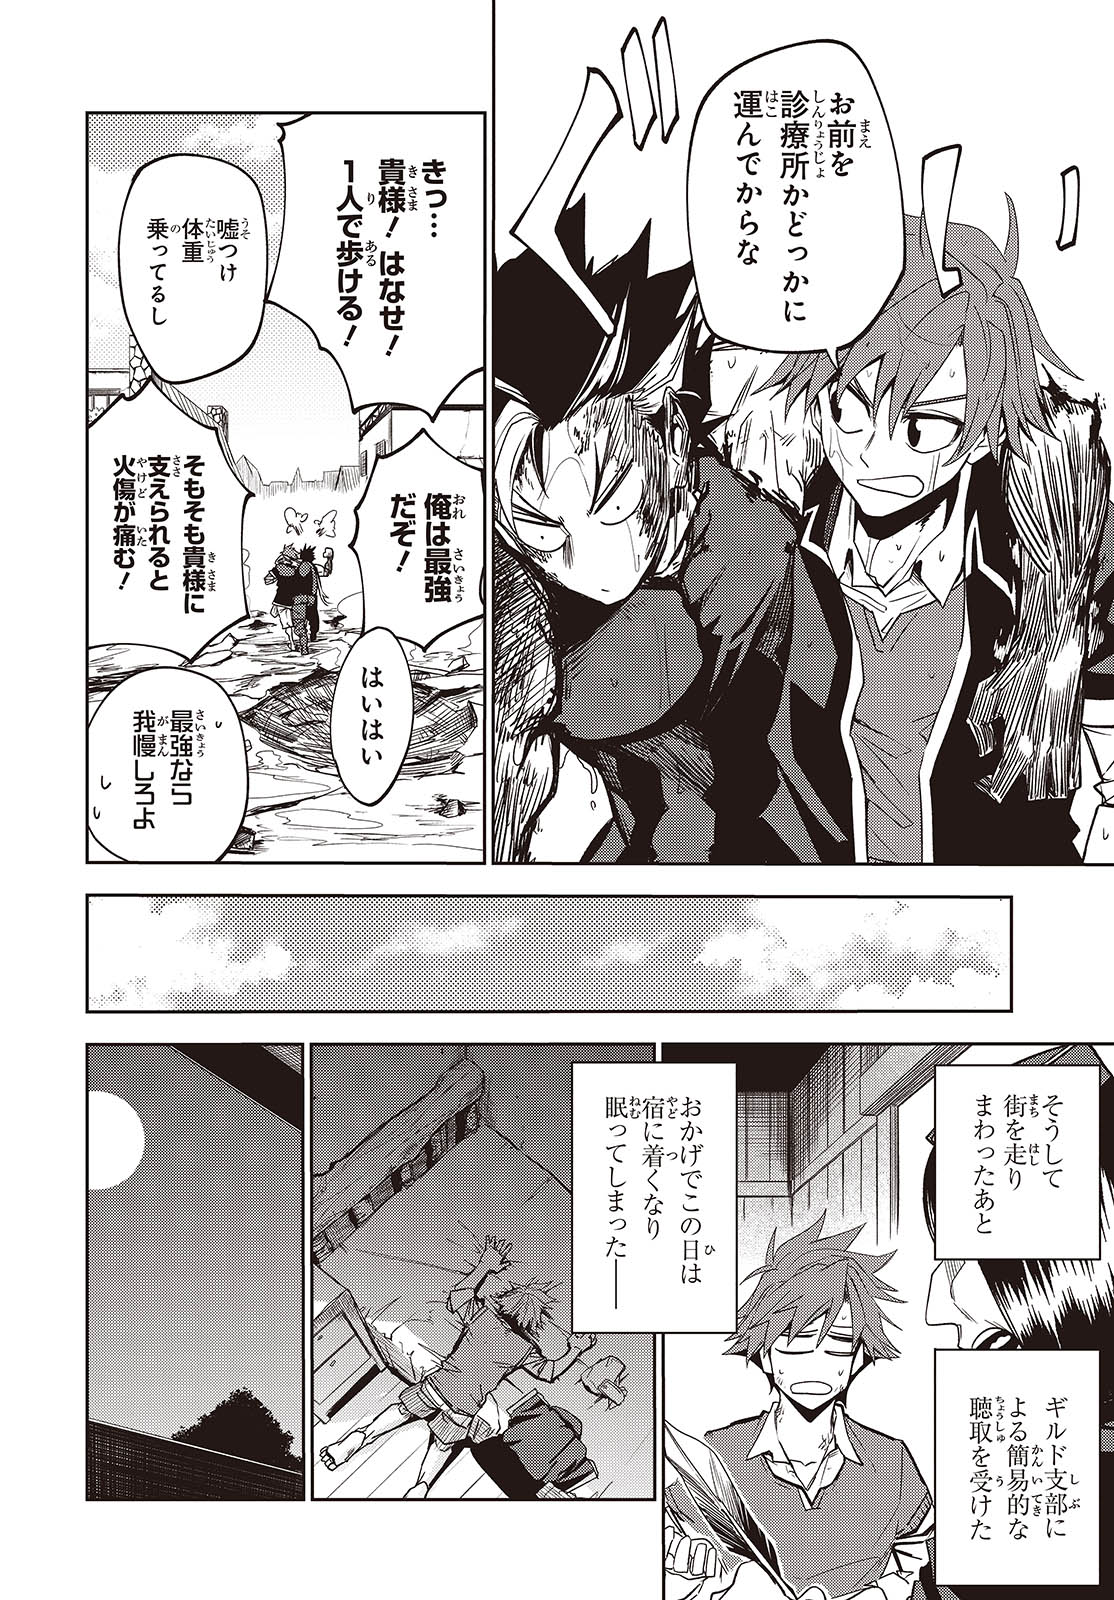 お前を
診療所かどっかに
運んでからな
きっ…
貴様！はなせ！
1人で歩ける！
嘘つけ
体重
乗ってるし
俺は最強
だぞ！
そもそも貴様に
支えられると
火傷が痛む！
はいはい
最強なら
我慢しろよ
そうして
街を走り
まわったあと
ギルド支部に
よる簡易的な
聴取を受けた
おかげでこの日は
宿に着くなり
眠ってしまった──